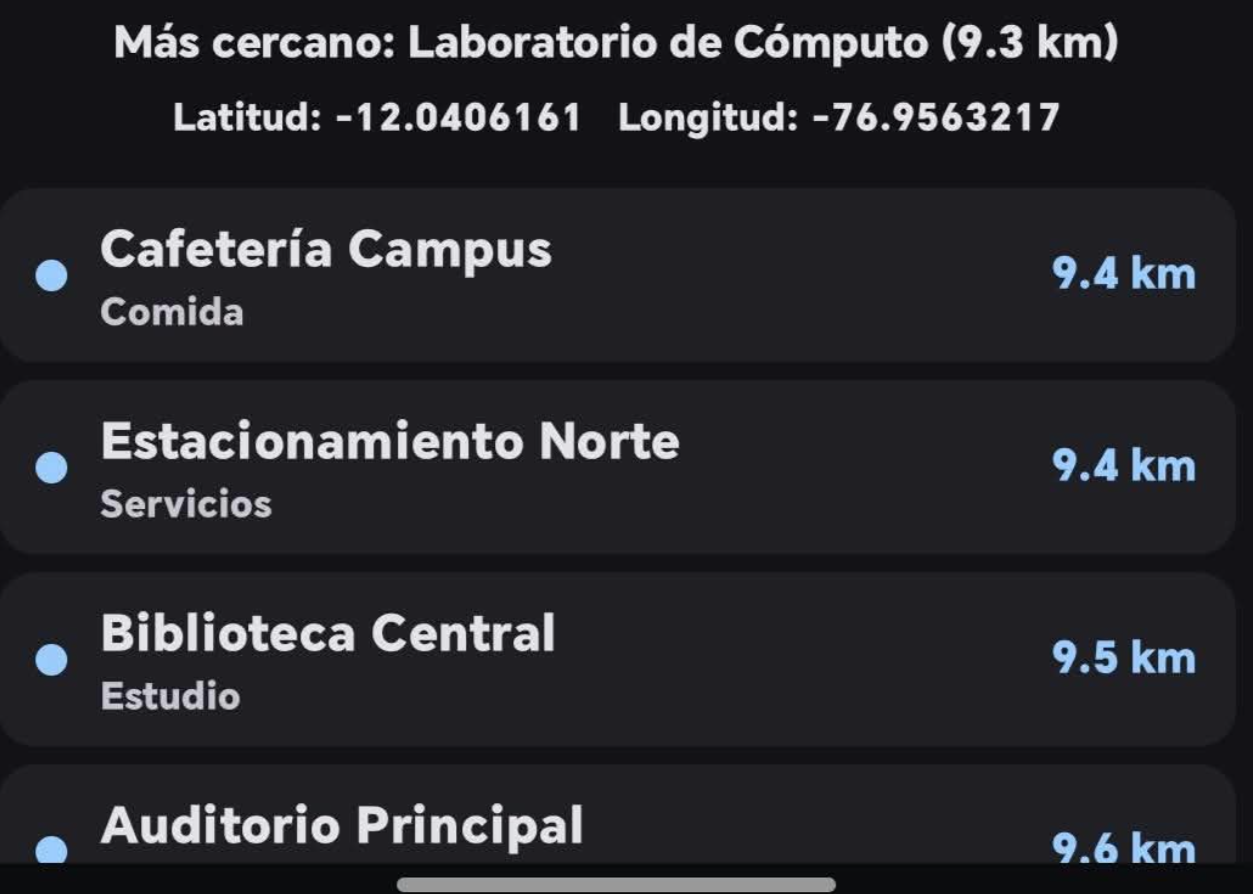 Más cercano: Laboratorio de Cómputo (9.3 km)
Latitud: -12.0406161 Longitud: -76.9563217
Cafetería Campus
9.4 km
Comida
Estacionamiento Norte
9.4 km
Servicios
Biblioteca Central
9.5 km
Estudio
Auditorio Principal
9.6 km